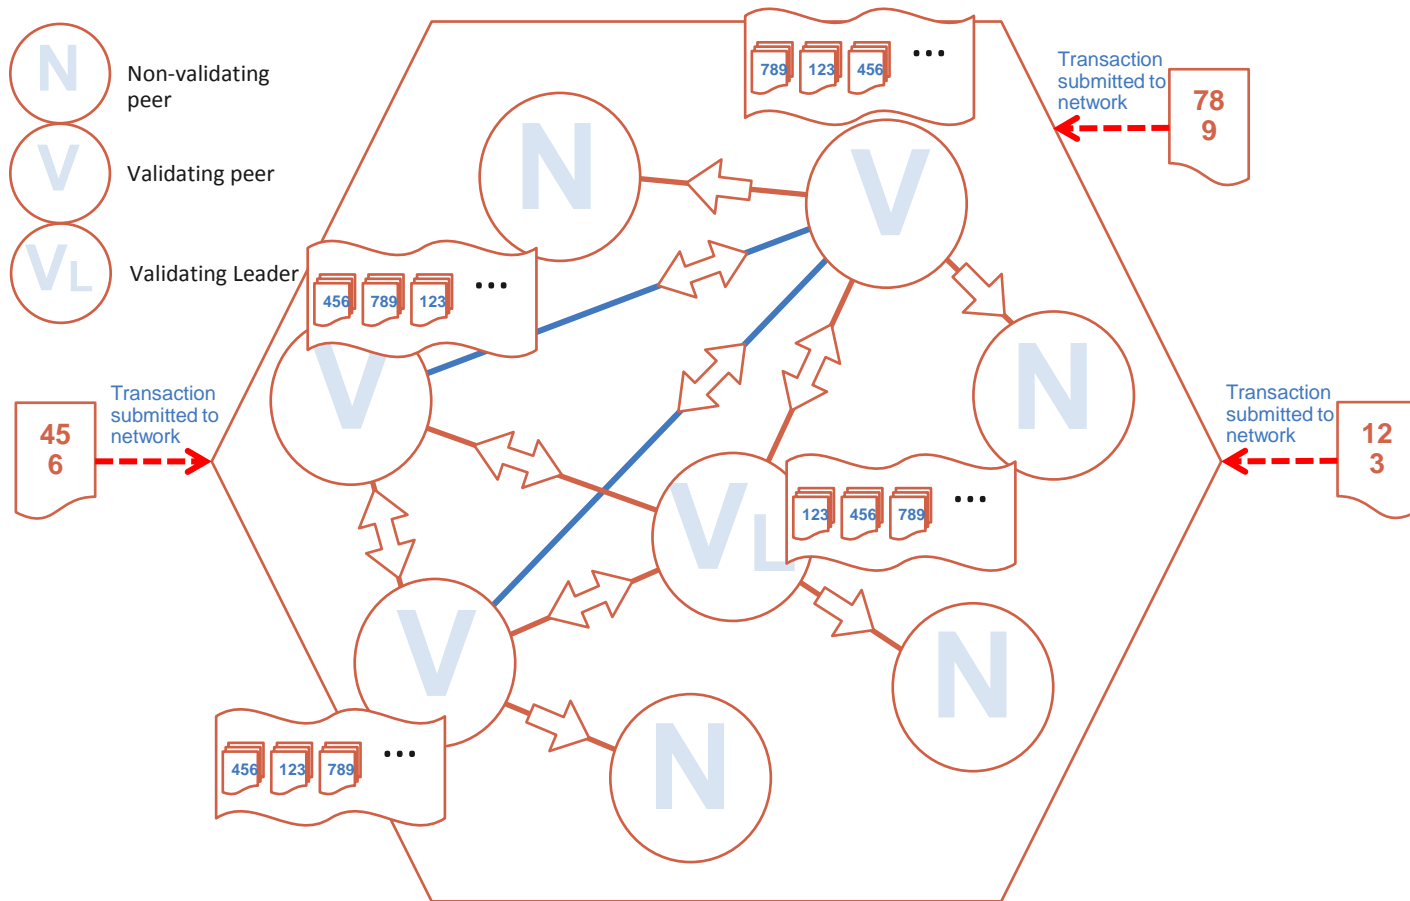 N
Non-validating
peer
V
Validating peer
VL
Validating Leader
789 123 456 ...
Transaction
submitted to
network
78
9
N
V
456 789 123 ...
V
N
Transaction
submitted to
network
45
6
Transaction
submitted to
network
12
3
VL
123 456 789 ...
V
N
456 123 789 ...
N